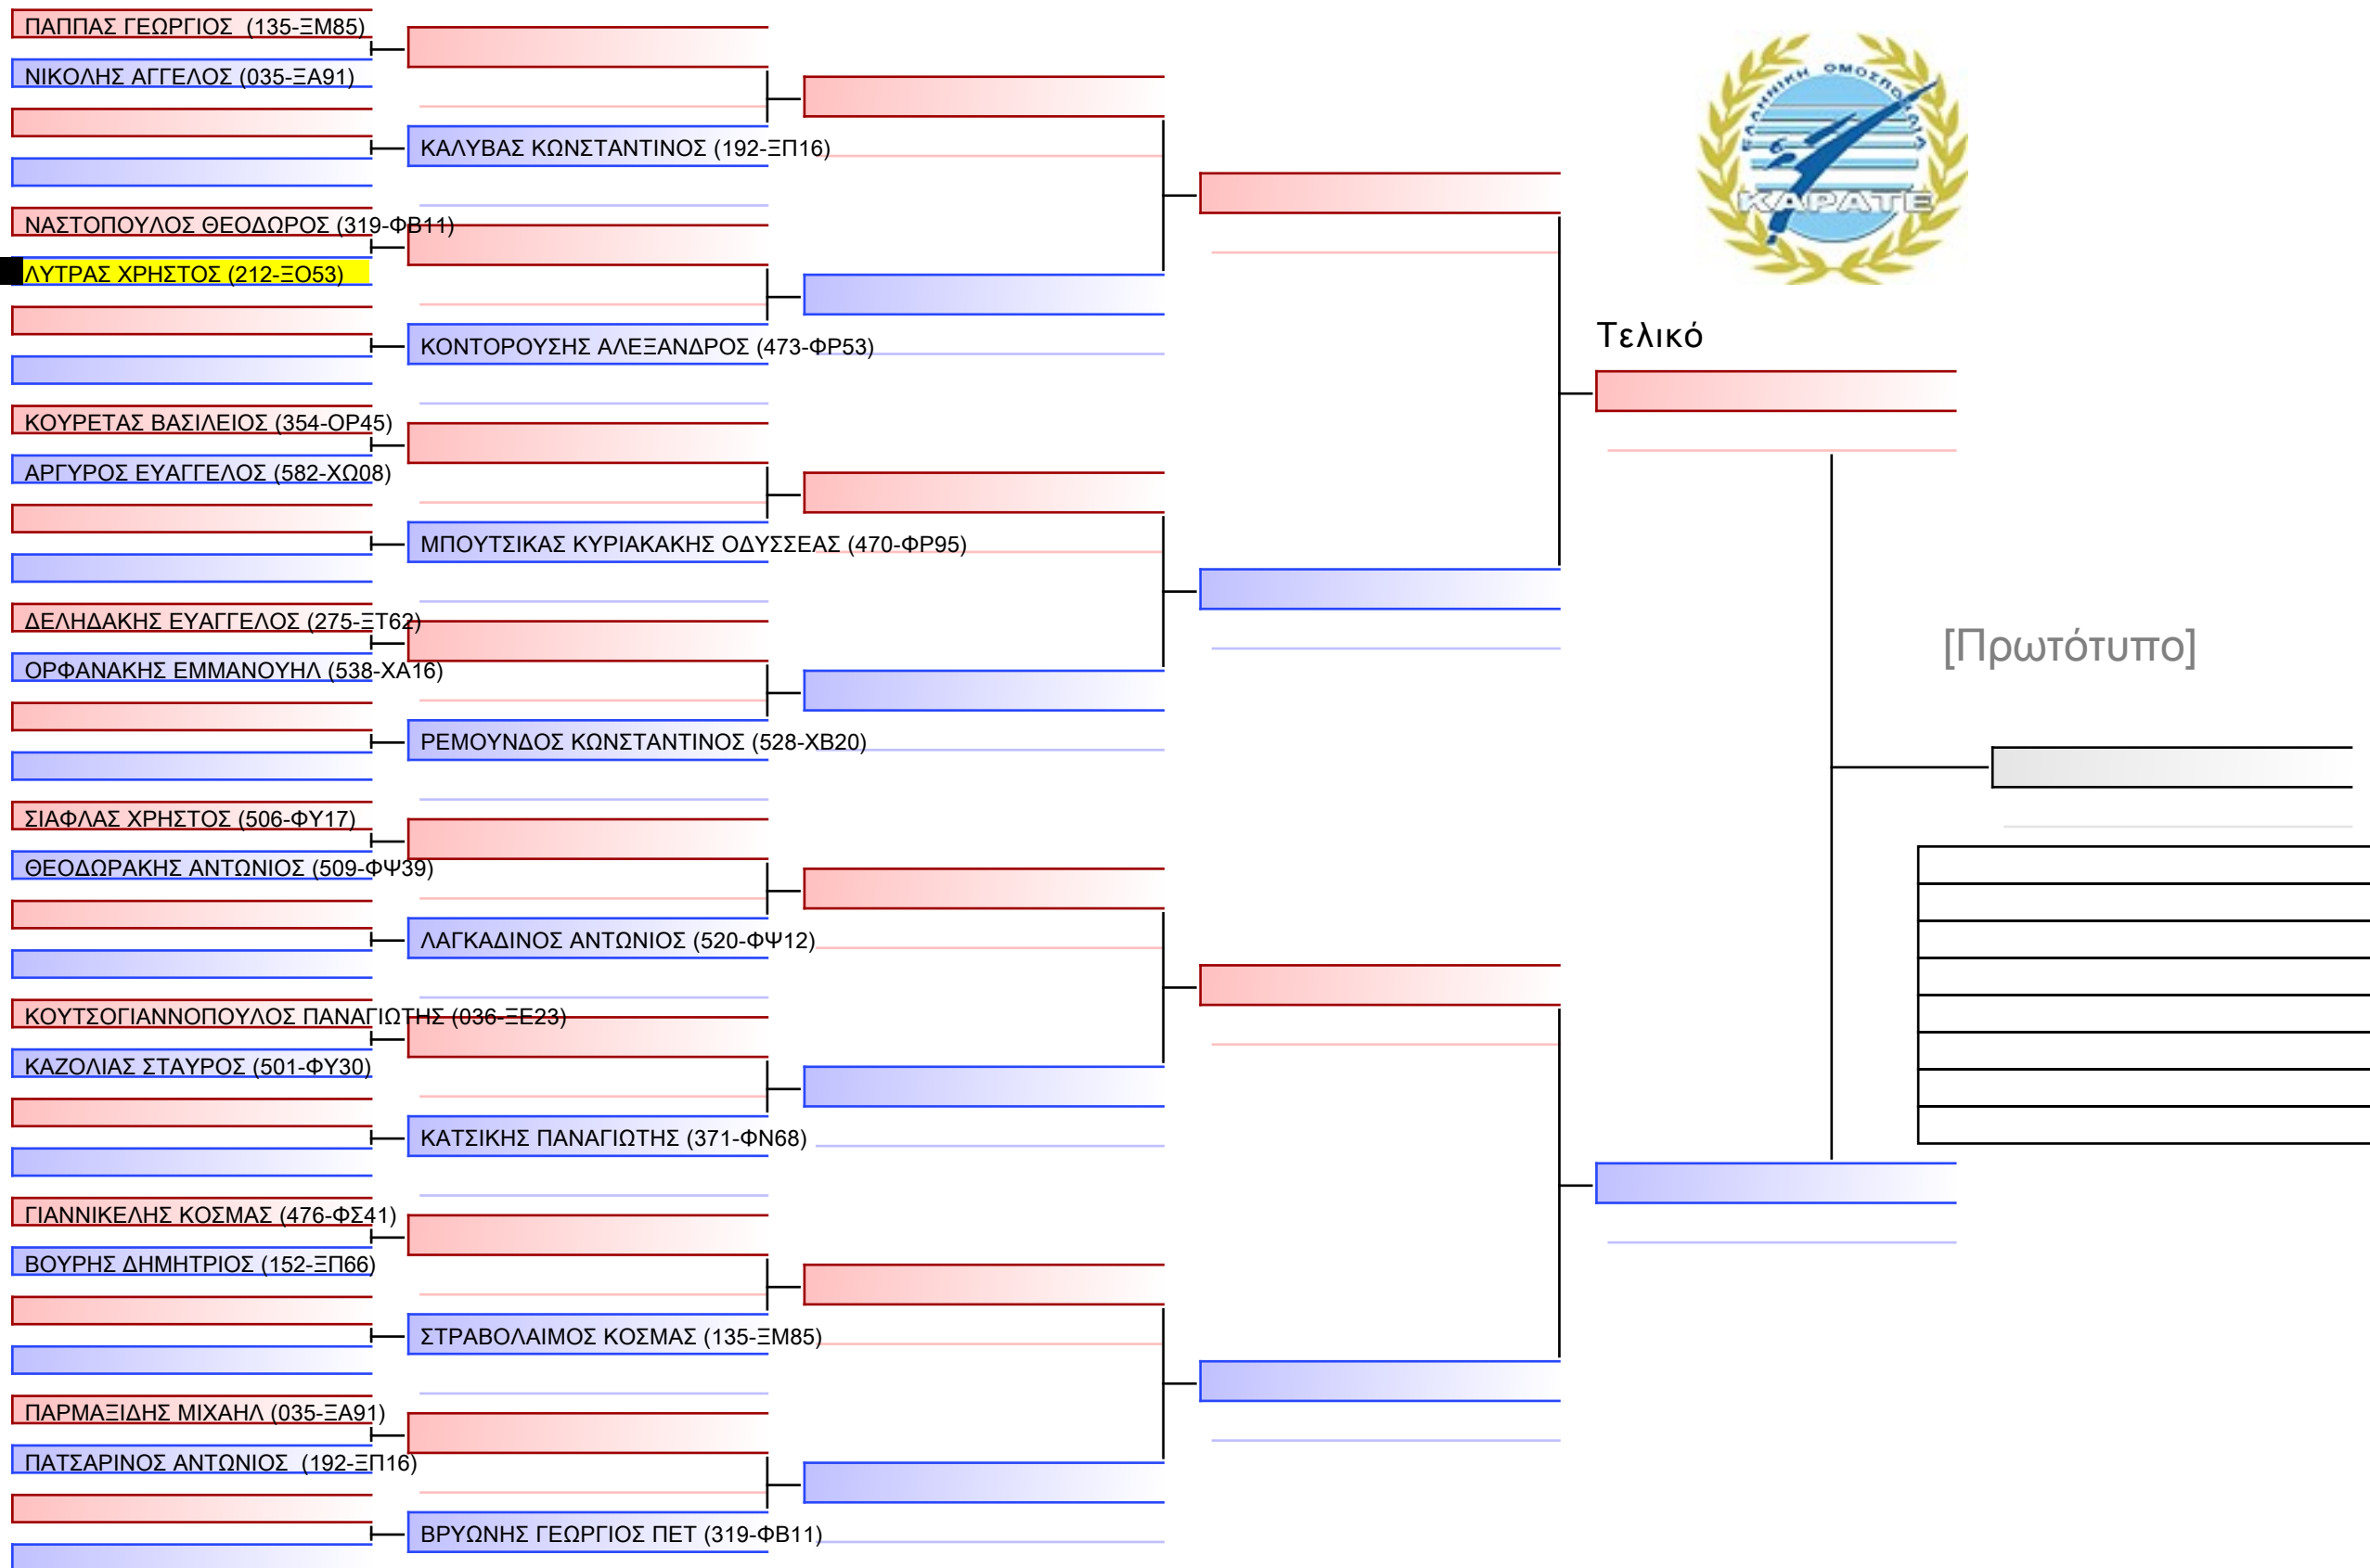 ΠΑΠΠΑΣ ΓΕΩΡΓΙΟΣ (135-ΞΜ85)
ΝΙΚΟΛΗΣ ΑΓΓΕΛΟΣ (035-ΞΑ91)
ΚΑΛΥΒΑΣ ΚΩΝΣΤΑΝΤΙΝΟΣ (192-ΞΠ16)
ΝΑΣΤΟΠΟΥΛΟΣ ΘΕΟΔΩΡΟΣ (319-ΦΒ11)
ΛΥΤΡΑΣ ΧΡΗΣΤΟΣ (212-ΞΟ53)
ΚΟΝΤΟΡΟΥΣΗΣ ΑΛΕΞΑΝΔΡΟΣ (473-ΦΡ53)
ΚΟΥΡΕΤΑΣ ΒΑΣΙΛΕΙΟΣ (354-ΟΡ45)
ΑΡΓΥΡΟΣ ΕΥΑΓΓΕΛΟΣ (582-ΧΩ08)
ΜΠΟΥΤΣΙΚΑΣ ΚΥΡΙΑΚΑΚΗΣ ΟΔΥΣΣΕΑΣ (470-ΦΡ95)
ΔΕΛΗΔΑΚΗΣ ΕΥΑΓΓΕΛΟΣ (275-ΞΤ62)
ΟΡΦΑΝΑΚΗΣ ΕΜΜΑΝΟΥΗΛ (538-ΧΑ16)
ΡΕΜΟΥΝΔΟΣ ΚΩΝΣΤΑΝΤΙΝΟΣ (528-ΧΒ20)
ΣΙΑΦΛΑΣ ΧΡΗΣΤΟΣ (506-ΦΥ17)
ΘΕΟΔΩΡΑΚΗΣ ΑΝΤΩΝΙΟΣ (509-ΦΨ39)
ΛΑΓΚΑΔΙΝΟΣ ΑΝΤΩΝΙΟΣ (520-ΦΨ12)
ΚΟΥΤΣΟΓΙΑΝΝΟΠΟΥΛΟΣ ΠΑΝΑΓΙΩΤΗΣ (036-ΞΕ23)
ΚΑΖΟΛΙΑΣ ΣΤΑΥΡΟΣ (501-ΦΥ30)
ΚΑΤΣΙΚΗΣ ΠΑΝΑΓΙΩΤΗΣ (371-ΦΝ68)
ΓΙΑΝΝΙΚΕΛΗΣ ΚΟΣΜΑΣ (476-ΦΣ41)
ΒΟΥΡΗΣ ΔΗΜΗΤΡΙΟΣ (152-ΞΠ66)
ΣΤΡΑΒΟΛΑΙΜΟΣ ΚΟΣΜΑΣ (135-ΞΜ85)
ΠΑΡΜΑΞΙΔΗΣ ΜΙΧΑΗΛ (035-ΞΑ91)
ΠΑΤΣΑΡΙΝΟΣ ΑΝΤΩΝΙΟΣ (192-ΞΠ16)
ΒΡΥΩΝΗΣ ΓΕΩΡΓΙΟΣ ΠΕΤ (319-ΦΒ11)
ΕΛΛΗΝΙΚΗ ΟΜΟΣΠΟΝΔΙΑ
ΚΑΡΑΤΕ
Τελικό
[Πρωτότυπο]